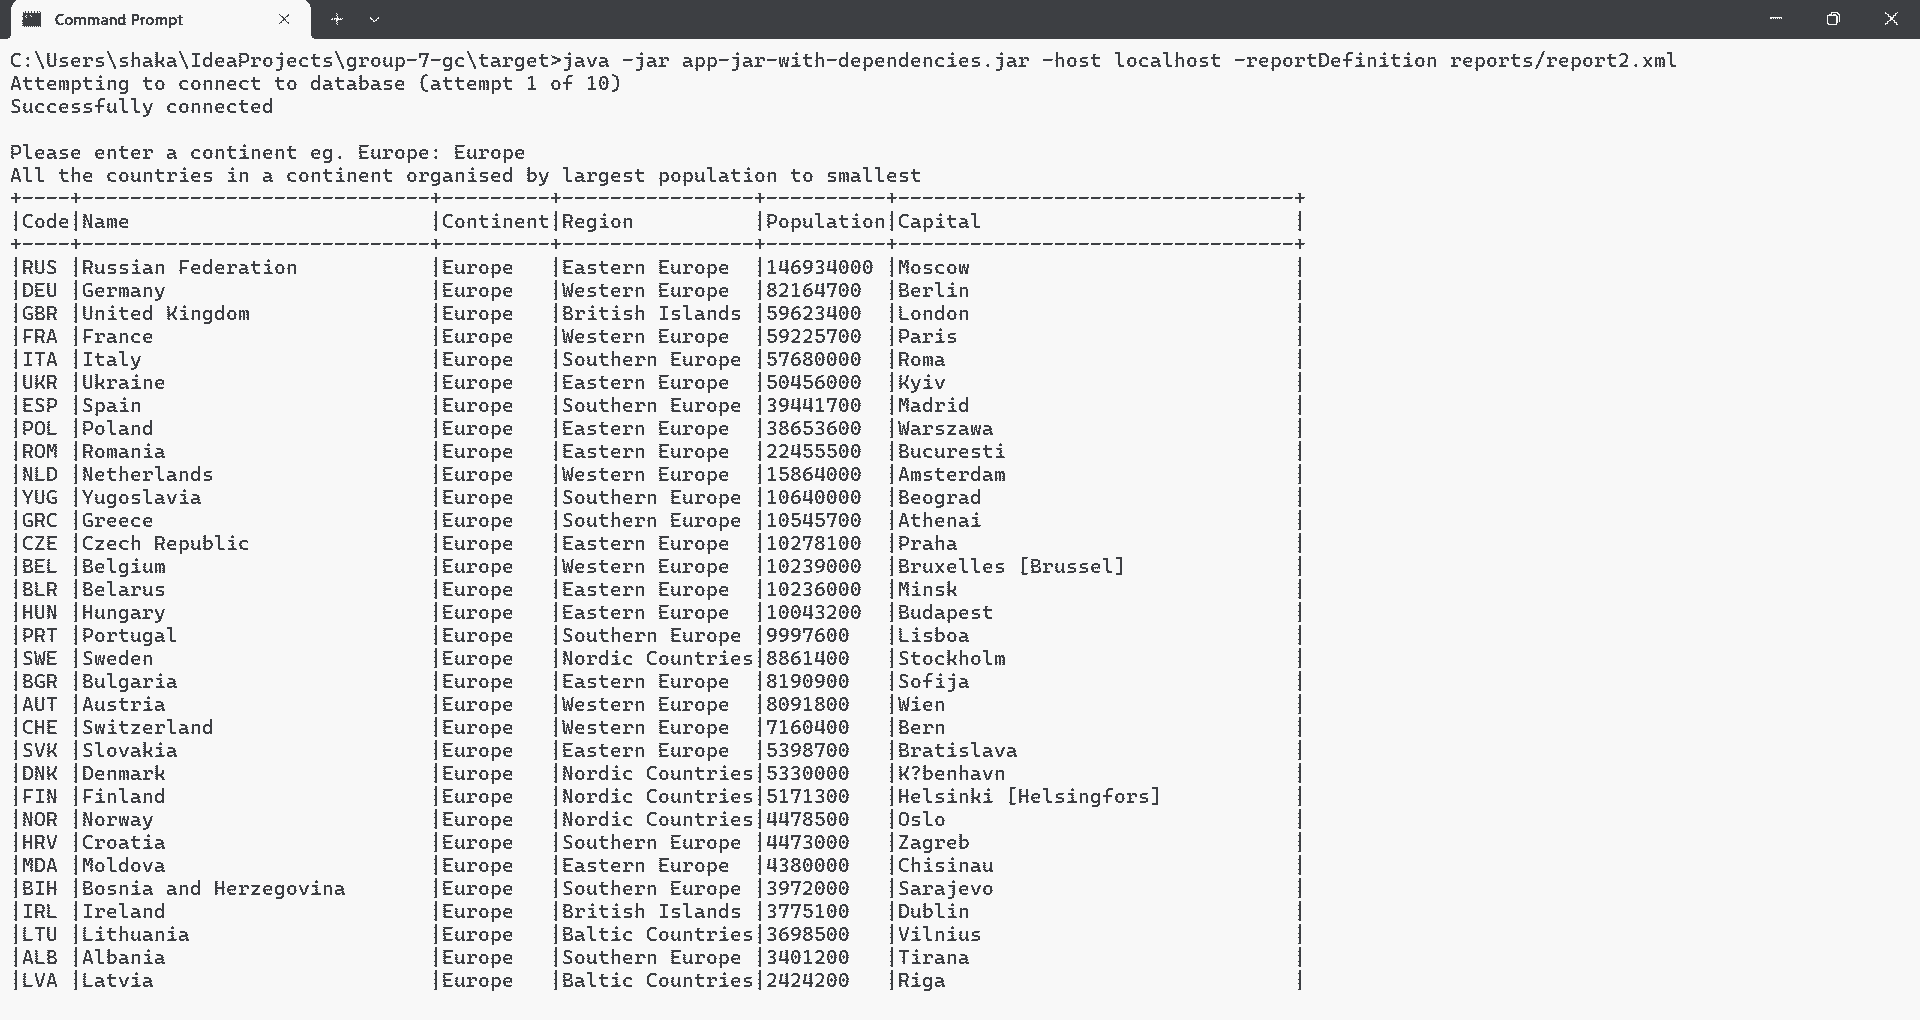 Command Prompt
C:\Users\shaka\IdeaProjects\group-7-gc\target>java -jar app-jar-with-dependencies.jar -host localhost -reportDefinition reports/report2.xml
Attempting to connect to database (attempt 1 of 10)
Successfully connected
Please enter a continent eg. Europe: Europe
All the countries in a continent organised by largest population to smallest
+----+-----------------------------+---------+----------------+----------+---------------------------------+
|Code|Name                         |Continent|Region          |Population|Capital                          |
+----+-----------------------------+---------+----------------+----------+---------------------------------+
|RUS |Russian Federation           |Europe   |Eastern Europe  |146934000 |Moscow                           |
|DEU |Germany                      |Europe   |Western Europe  |82164700  |Berlin                           |
|GBR |United Kingdom               |Europe   |British Islands |59623400  |London                           |
|FRA |France                       |Europe   |Western Europe  |59225700  |Paris                            |
|ITA |Italy                        |Europe   |Southern Europe |57680000  |Roma                             |
|UKR |Ukraine                      |Europe   |Eastern Europe  |50456000  |Kyiv                             |
|ESP |Spain                        |Europe   |Southern Europe |39441700  |Madrid                           |
|POL |Poland                       |Europe   |Eastern Europe  |38653600  |Warszawa                         |
|ROM |Romania                      |Europe   |Eastern Europe  |22455500  |Bucuresti                        |
|NLD |Netherlands                  |Europe   |Western Europe  |15864000  |Amsterdam                        |
|YUG |Yugoslavia                   |Europe   |Southern Europe |10640000  |Beograd                          |
|GRC |Greece                       |Europe   |Southern Europe |10545700  |Athenai                          |
|CZE |Czech Republic               |Europe   |Eastern Europe  |10278100  |Praha                            |
|BEL |Belgium                      |Europe   |Western Europe  |10239000  |Bruxelles [Brussel]              |
|BLR |Belarus                      |Europe   |Eastern Europe  |10236000  |Minsk                            |
|HUN |Hungary                      |Europe   |Eastern Europe  |10043200  |Budapest                         |
|PRT |Portugal                     |Europe   |Southern Europe |9997600   |Lisboa                           |
|SWE |Sweden                       |Europe   |Nordic Countries|8861400   |Stockholm                        |
|BGR |Bulgaria                     |Europe   |Eastern Europe  |8190900   |Sofija                           |
|AUT |Austria                      |Europe   |Western Europe  |8091800   |Wien                             |
|CHE |Switzerland                  |Europe   |Western Europe  |7160400   |Bern                             |
|SVK |Slovakia                     |Europe   |Eastern Europe  |5398700   |Bratislava                       |
|DNK |Denmark                      |Europe   |Nordic Countries|5330000   |K?benhavn                        |
|FIN |Finland                      |Europe   |Nordic Countries|5171300   |Helsinki [Helsingfors]           |
|NOR |Norway                       |Europe   |Nordic Countries|4478500   |Oslo                             |
|HRV |Croatia                      |Europe   |Southern Europe |4473000   |Zagreb                           |
|MDA |Moldova                      |Europe   |Eastern Europe  |4380000   |Chisinau                         |
|BIH |Bosnia and Herzegovina       |Europe   |Southern Europe |3972000   |Sarajevo                         |
|IRL |Ireland                      |Europe   |British Islands |3775100   |Dublin                           |
|LTU |Lithuania                    |Europe   |Baltic Countries|3698500   |Vilnius                          |
|ALB |Albania                      |Europe   |Southern Europe |3401200   |Tirana                           |
|LVA |Latvia                       |Europe   |Baltic Countries|2424200   |Riga                             |